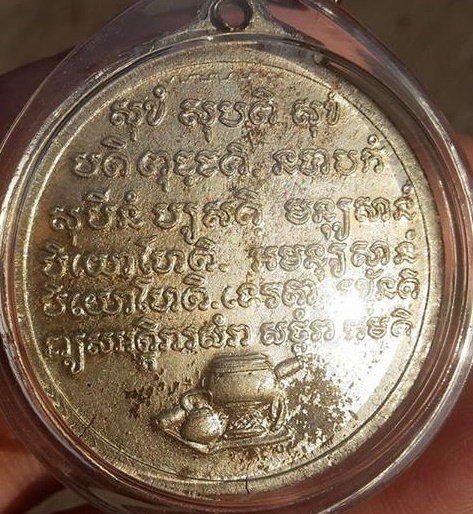 សុខំ សុបតិ សុខំ
បតិ ពុជ្ឈតិ. នបាបកំ
សុបិនំ បស្សតិ មនុស្សានំ
បិយោហោតិ. អមនុស្សានំ
បិយោហោតិ.ទេវតា រក្ខន្តិ
សត្ថំវា កមតិ